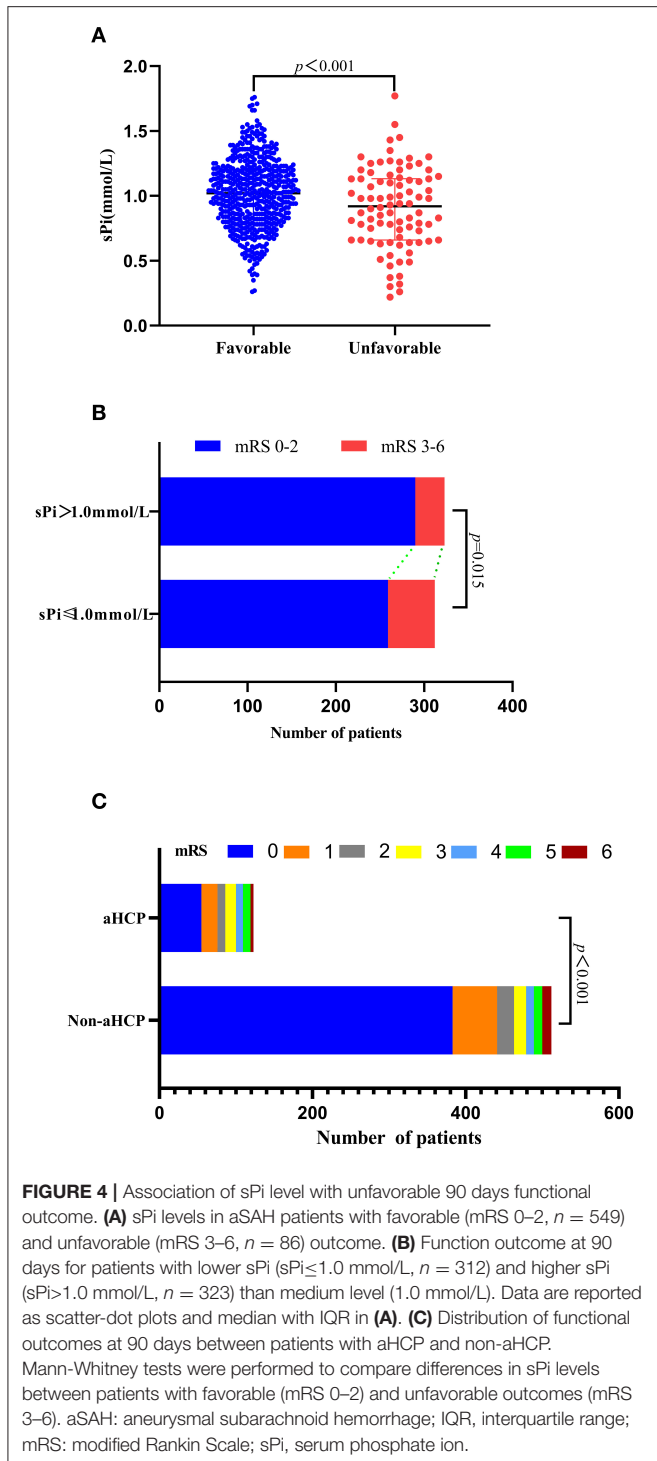 A
p<0.001
2.0
1.5
1.0
0.5
0.0
sPi(mmol/L)
Favorable Unfavorable
B
mRS 0-2 mRS 3-6
sPi>1.0mmol/L
sPi≤1.0mmol/L
p=0.015
0 100 200 300 400
Number of patients
C
mRS 0 1 2 3 4 5 6
aHCP
Non-aHCP
p<0.001
0 200 400 600
Number of patients
FIGURE 4 | Association of sPi level with unfavorable 90 days functional
outcome. (A) sPi levels in aSAH patients with favorable (mRS 0–2, n = 549)
and unfavorable (mRS 3–6, n = 86) outcome. (B) Function outcome at 90
days for patients with lower sPi (sPi≤1.0 mmol/L, n = 312) and higher sPi
(sPi>1.0 mmol/L, n = 323) than medium level (1.0 mmol/L). Data are reported
as scatter-dot plots and median with IQR in (A). (C) Distribution of functional
outcomes at 90 days between patients with aHCP and non-aHCP.
Mann-Whitney tests were performed to compare differences in sPi levels
between patients with favorable (mRS 0–2) and unfavorable outcomes (mRS
3–6). aSAH: aneurysmal subarachnoid hemorrhage; IQR, interquartile range;
mRS: modified Rankin Scale; sPi, serum phosphate ion.